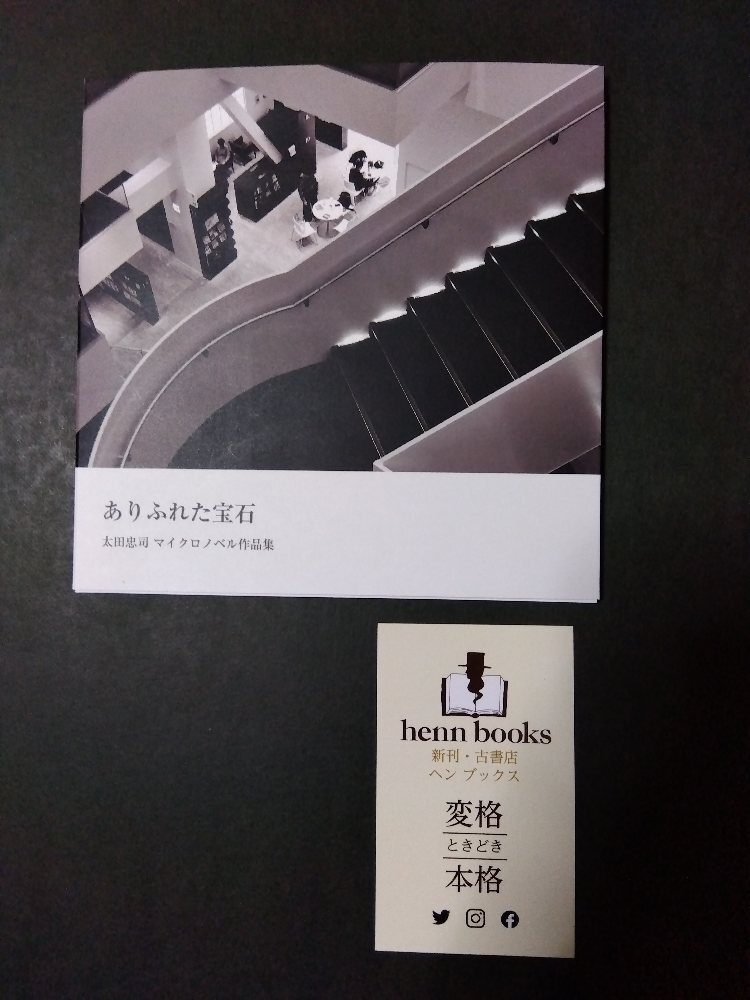 ありふれた宝石
太田忠司 マイクロノベル作品集
henn books
新刊・古書店
ヘン ブックス
変格
ときどき
本格